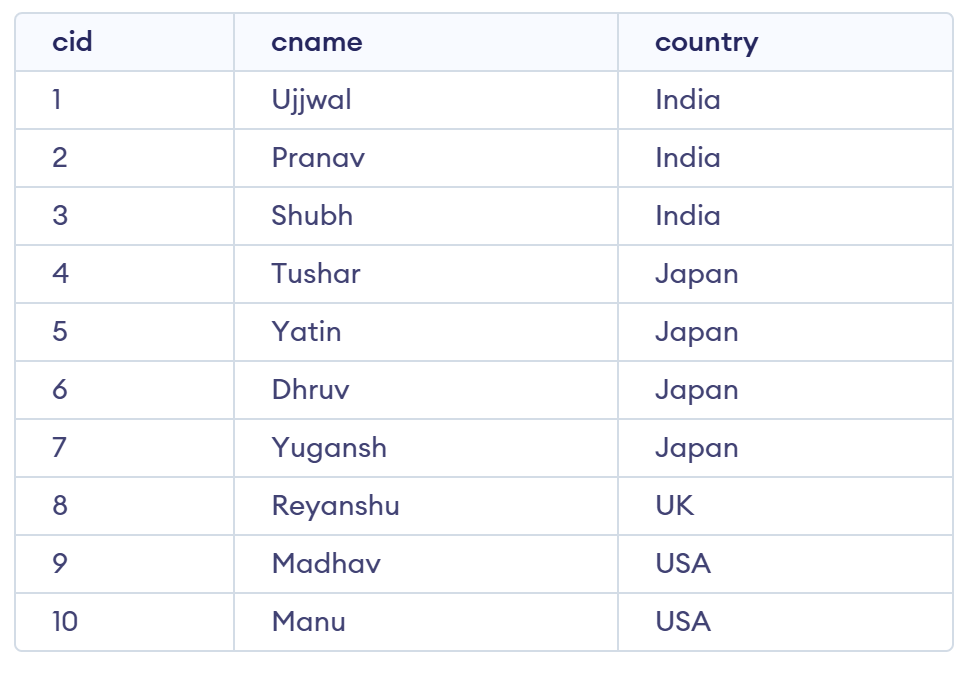 cid cname country
1 Ujjwal India
2 Pranav India
3 Shubh India
4 Tushar Japan
5 Yatin Japan
6 Dhruv Japan
7 Yugansh Japan
8 Reyanshu UK
9 Madhav USA
10 Manu USA